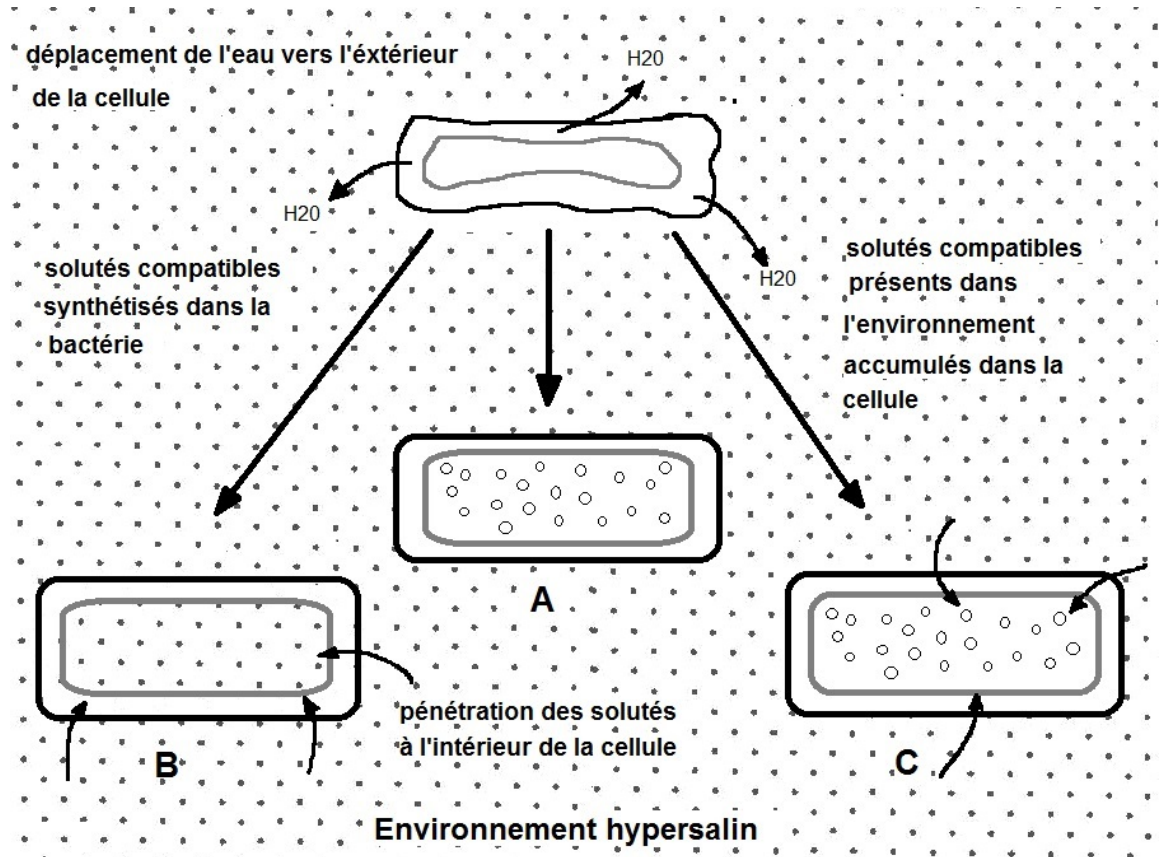 déplacement de l'eau vers l'éxtérieur
de la cellule
H20
H20
H20
solutés compatibles
synthétisés dans la
bactérie
solutés compatibles
présents dans
l'environnement
accumulés dans la
cellule
A
B
pénétration des solutés
à l'intérieur de la cellule
C
Environnement hypersalin